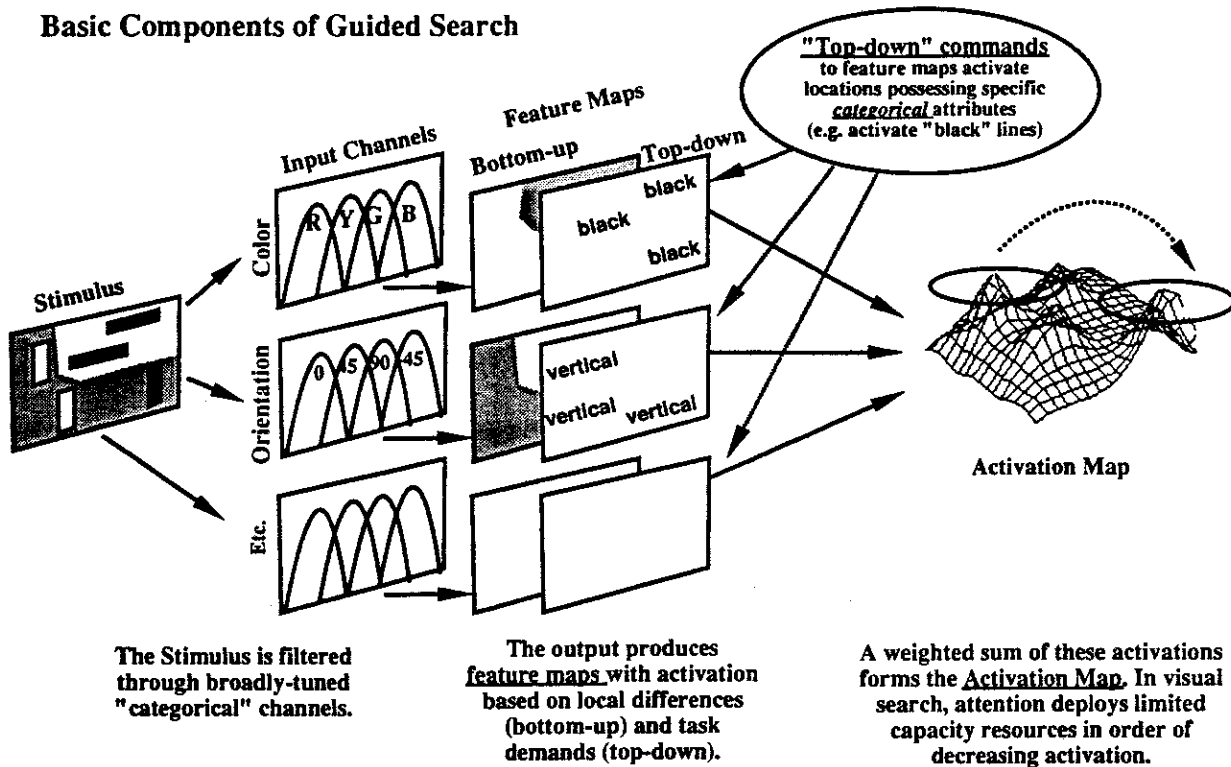 Basic Components of Guided Search
"Top-down" commands
to feature maps activate
locations possessing specific
categorical attributes
(e.g. activate "black" lines)
Feature Maps
Input Channels
Bottom-up
Top-down
Color
R Y G B
black
black
black
Stimulus
Orientation
0 45 90 -45
vertical
vertical
vertical
Activation Map
Etc.
The Stimulus is filtered
through broadly-tuned
"categorical" channels.
The output produces
feature maps with activation
based on local differences
(bottom-up) and task
demands (top-down).
A weighted sum of these activations
forms the Activation Map. In visual
search, attention deploys limited
capacity resources in order of
decreasing activation.